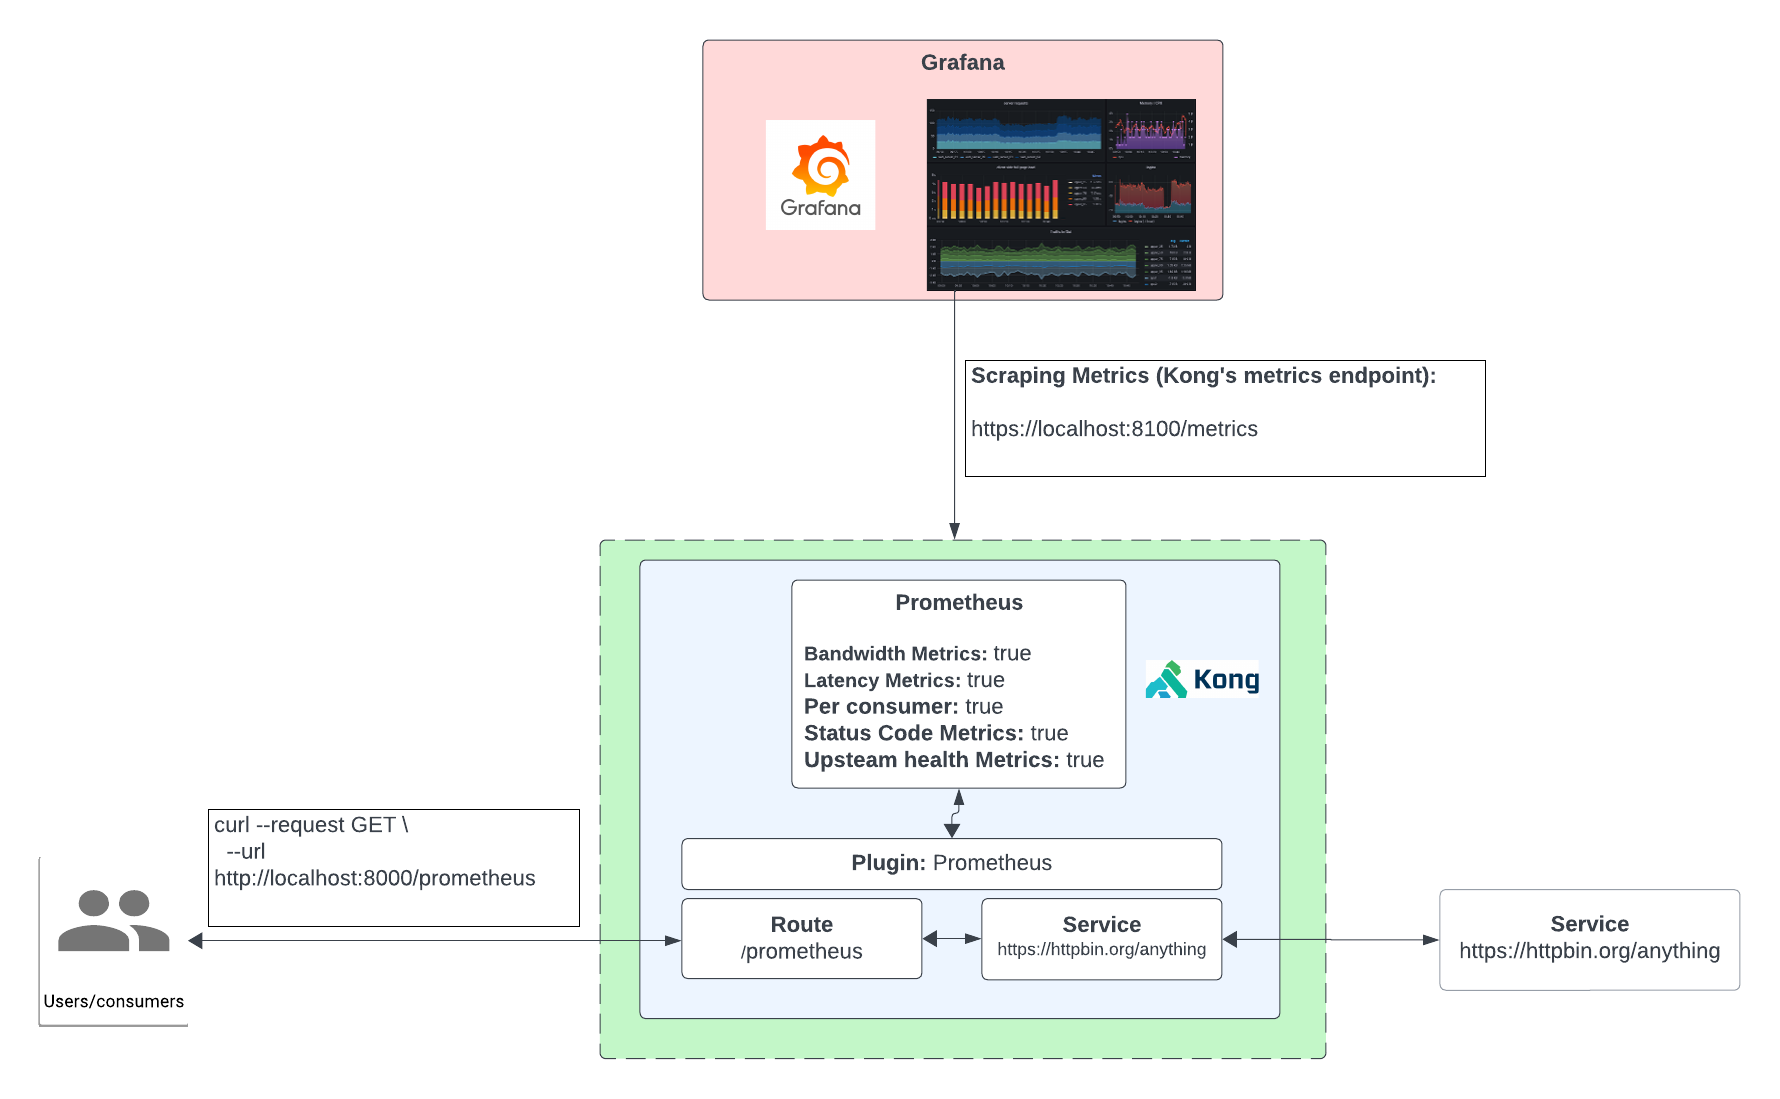 Grafana
Grafana
Scraping Metrics (Kong's metrics endpoint):
https://localhost:8100/metrics
Prometheus
Bandwidth Metrics: true
Latency Metrics: true
Per consumer: true
Status Code Metrics: true
Upsteam health Metrics: true
Kong
curl --request GET \
--url
http://localhost:8000/prometheus
Plugin: Prometheus
Users/consumers
Route
/prometheus
Service
https://httpbin.org/anything
Service
https://httpbin.org/anything